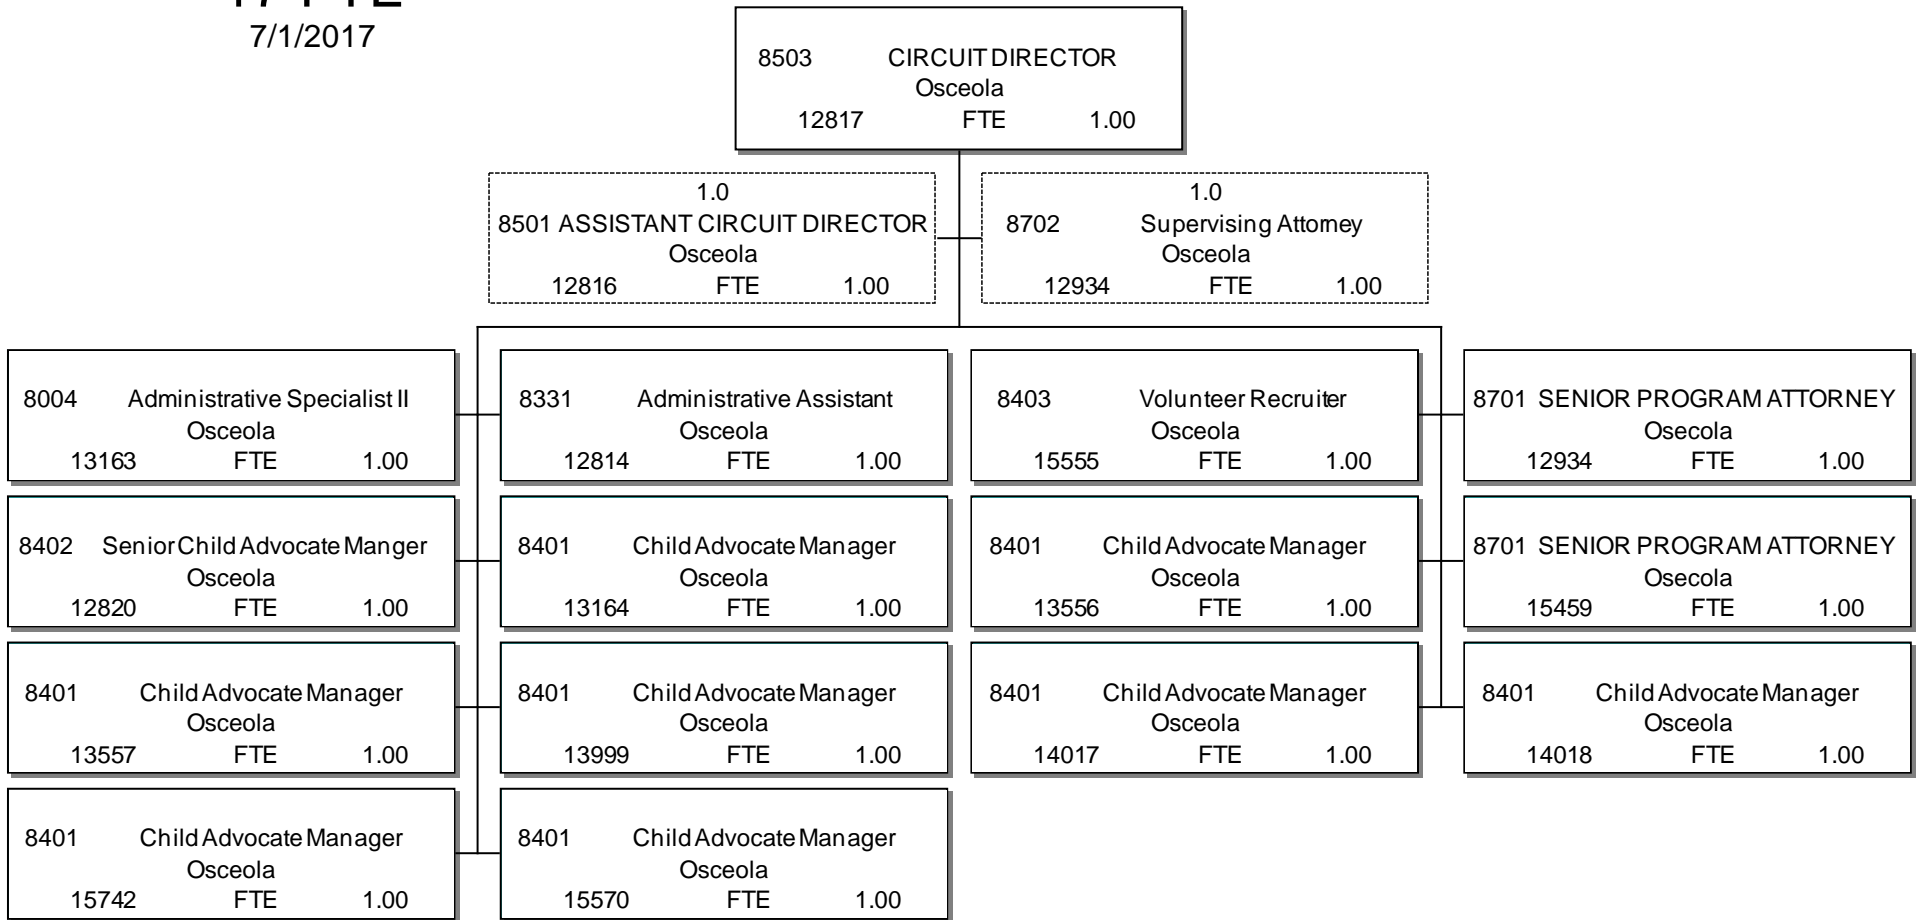 7/1/2017
8503 CIRCUIT DIRECTOR
Osceola
12817 FTE 1.00
1.0
8501 ASSISTANT CIRCUIT DIRECTOR
Osceola
12816 FTE 1.00
1.0
8702 Supervising Attorney
Osceola
12934 FTE 1.00
8004 Administrative Specialist II
Osceola
13163 FTE 1.00
8331 Administrative Assistant
Osceola
12814 FTE 1.00
8403 Volunteer Recruiter
Osceola
15555 FTE 1.00
8701 SENIOR PROGRAM ATTORNEY
Osecola
12934 FTE 1.00
8402 Senior Child Advocate Manger
Osceola
12820 FTE 1.00
8401 Child Advocate Manager
Osceola
13164 FTE 1.00
8401 Child Advocate Manager
Osceola
13556 FTE 1.00
8701 SENIOR PROGRAM ATTORNEY
Osecola
15459 FTE 1.00
8401 Child Advocate Manager
Osceola
13557 FTE 1.00
8401 Child Advocate Manager
Osceola
13999 FTE 1.00
8401 Child Advocate Manager
Osceola
14017 FTE 1.00
8401 Child Advocate Manager
Osceola
14018 FTE 1.00
8401 Child Advocate Manager
Osceola
15742 FTE 1.00
8401 Child Advocate Manager
Osceola
15570 FTE 1.00